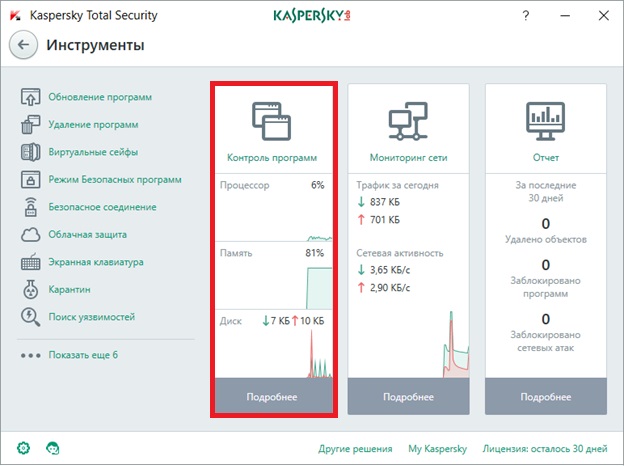 Kaspersky Total Security
KASPERSKY lab
?
Инструменты
Обновление программ
Удаление программ
Виртуальные сейфы
Режим Безопасных программ
Безопасное соединение
Облачная защита
Экранная клавиатура
Карантин
Поиск уязвимостей
Показать еще 6
Контроль программ
Процессор 6%
Память 81%
Диск ↓7 КБ ↑10 КБ
Подробнее
Мониторинг сети
Трафик за сегодня
↓ 837 КБ
↑ 701 КБ
Сетевая активность
↓ 3,65 КБ/с
↑ 2,90 КБ/с
Подробнее
Отчет
За последние
30 дней
0
Удалено объектов
0
Заблокировано
программ
0
Заблокировано
сетевых атак
Подробнее
Другие решения My Kaspersky Лицензия: осталось 30 дней